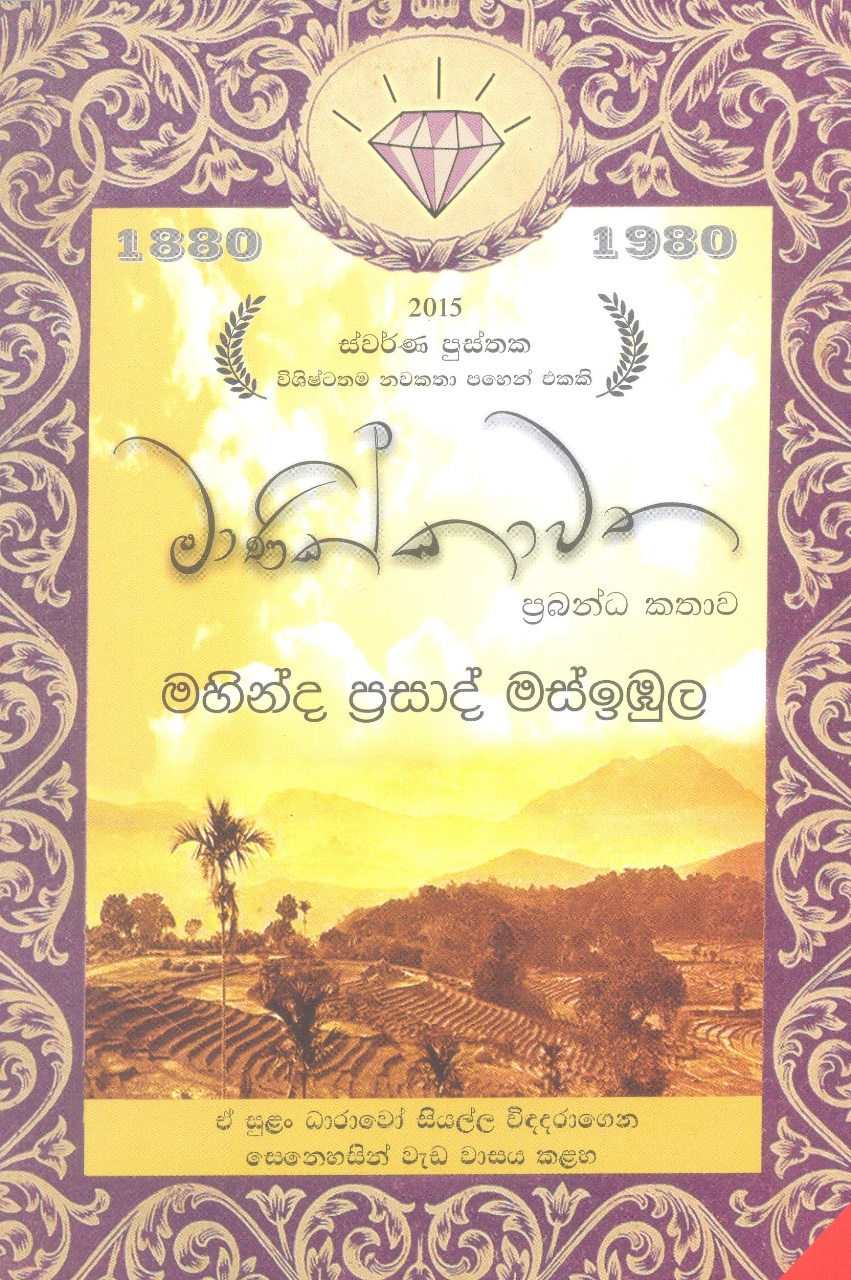 1880
1980
2015
ස්වර්ණ පුස්තක
විශිෂ්ටතම නවකතා පහෙන් එකකි
මාණික්කාවත
ප්‍රබන්ධ කතාව
මහින්ද ප්‍රසාද් මස්ඉඹුල
ඒ සුළං ධාරාවෝ සියල්ල විඳදරාගෙන
සෙනෙහසින් වැඩ වාසය කළහ